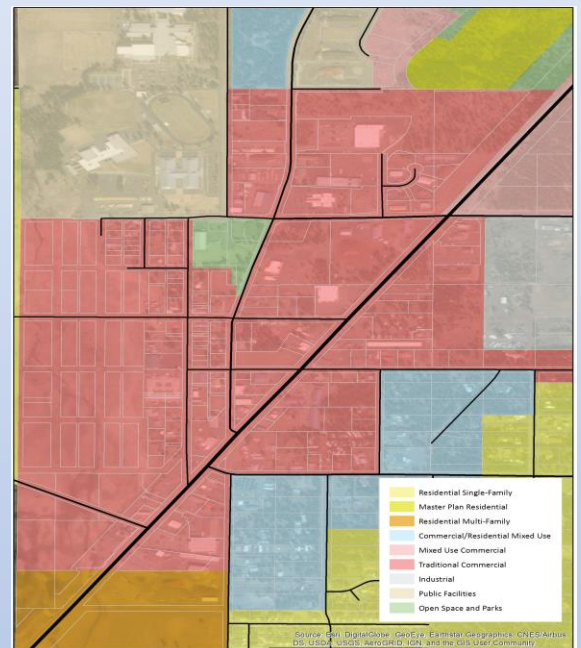 Residential Single-Family
Master Plan Residential
Residential Multi-Family
Commercial/Residential Mixed Use
Mixed Use Commercial
Traditional Commercial
Industrial
Public Facilities
Open Space and Parks
Source: Esri, DigitalGlobe, GeoEye, Earthstar Geographics, CNES/Airbus
DS, USDA, USGS, AeroGRID, IGN, and the GIS User Community